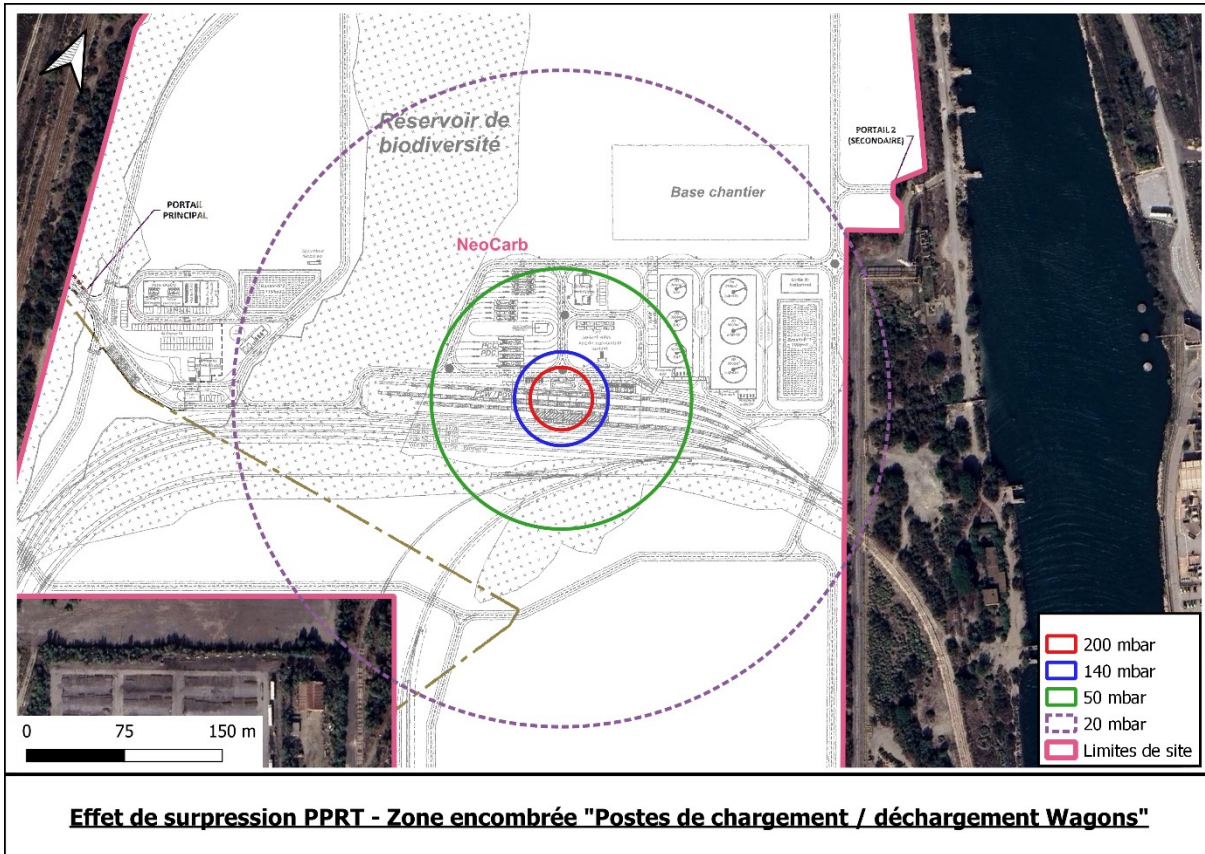 Réservoir de
biodiversité
PORTAIL 2
(SECONDAIRE)
Base chantier
PORTAIL
PRINCIPAL
NeoCarb
200 mbar
140 mbar
50 mbar
20 mbar
Limites de site
0 75 150 m
Effet de surpression PPRT - Zone encombrée "Postes de chargement / déchargement Wagons"